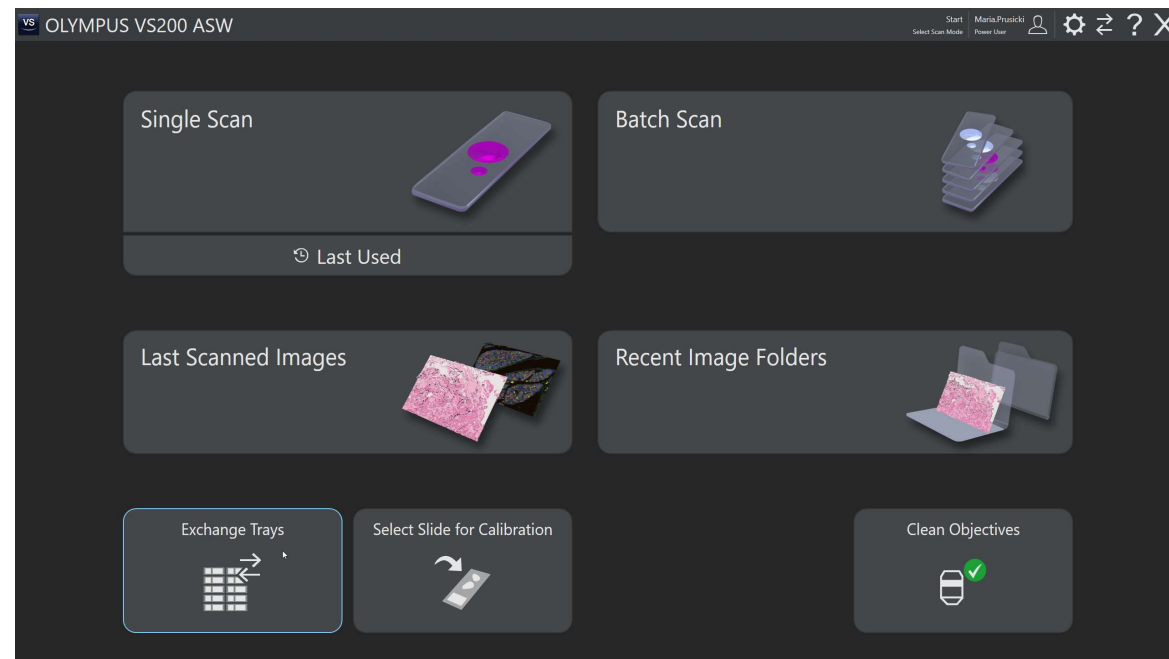 VS
OLYMPUS VS200 ASW
Start
Select Scan Mode
Maria.Prusicki
Power User
?
X
Single Scan
Batch Scan
Last Used
Last Scanned Images
Recent Image Folders
Exchange Trays
Select Slide for Calibration
Clean Objectives